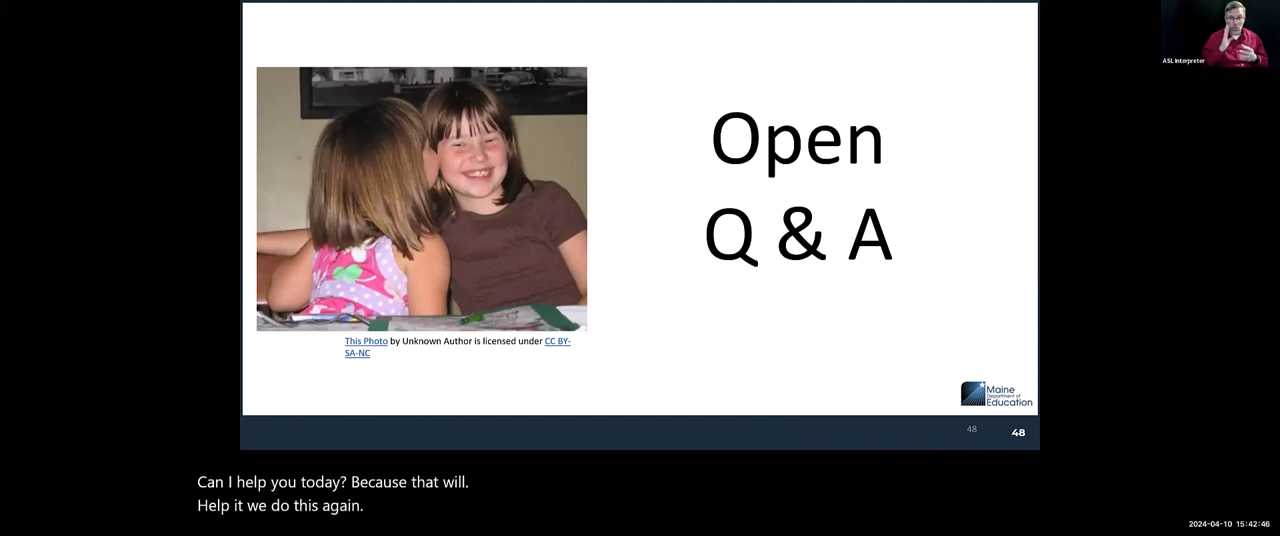 ASL Interpreter
Open
Q & A
This Photo by Unknown Author is licensed under CC BY-
SA-NC
Maine
Department of
Education
48
48
Can I help you today? Because that will.
Help it we do this again.
2024-04-10 15:42:46